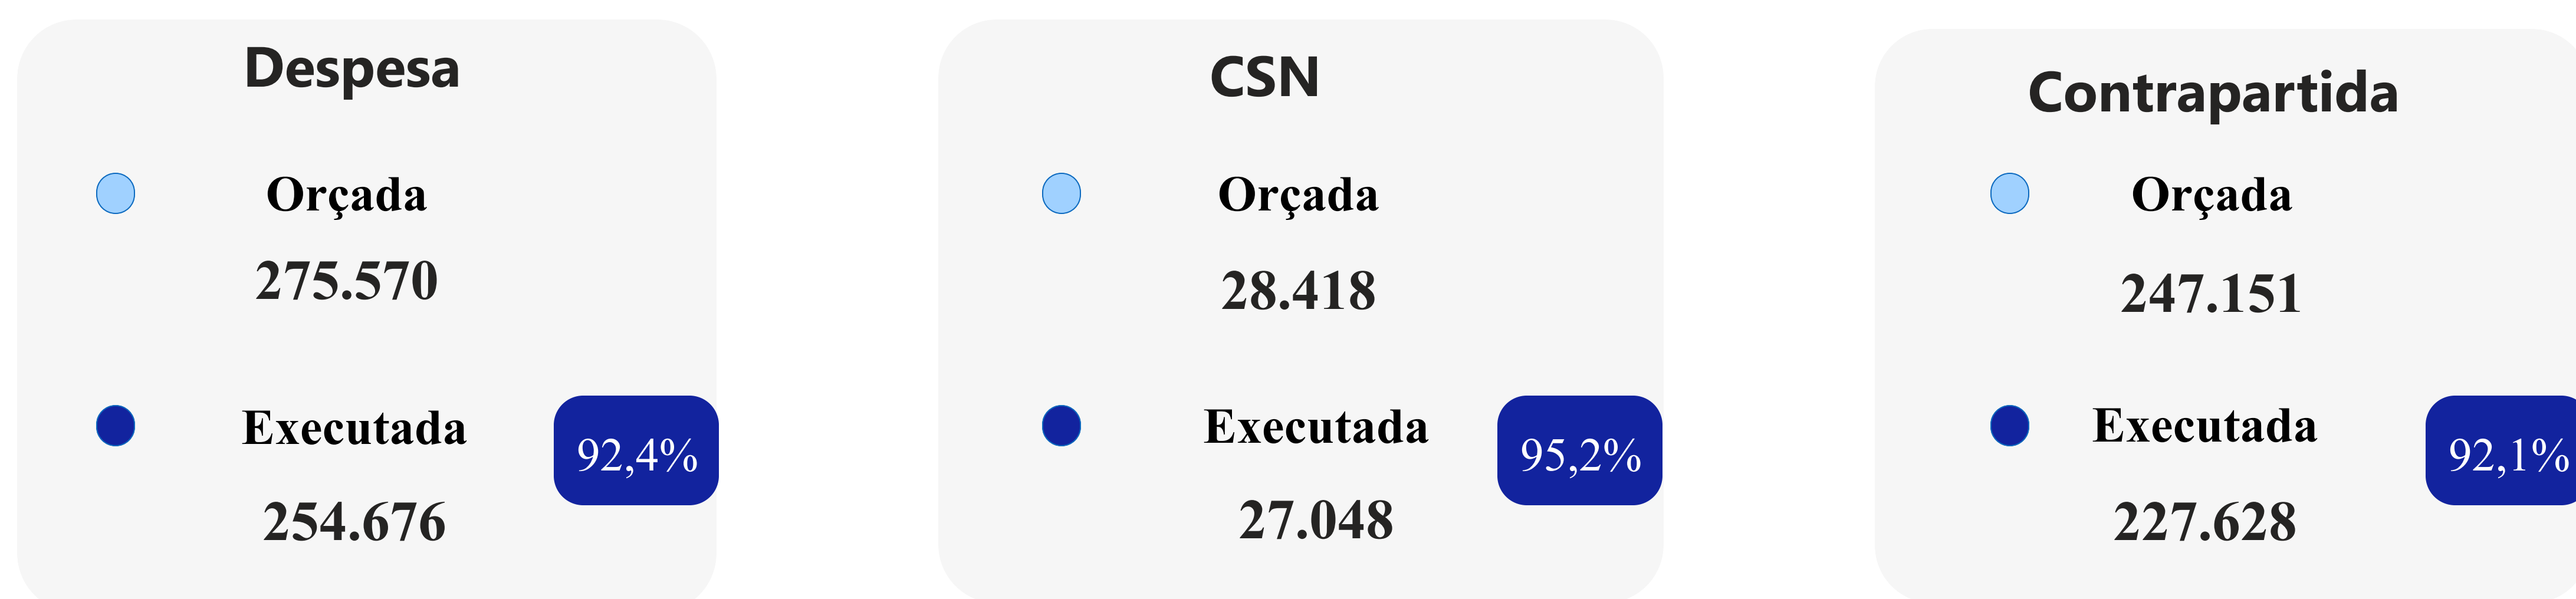 Despesa
Orçada
275.570
Executada
92,4%
254.676
CSN
Orçada
28.418
Executada
95,2%
27.048
Contrapartida
Orçada
247.151
Executada
92,1%
227.628